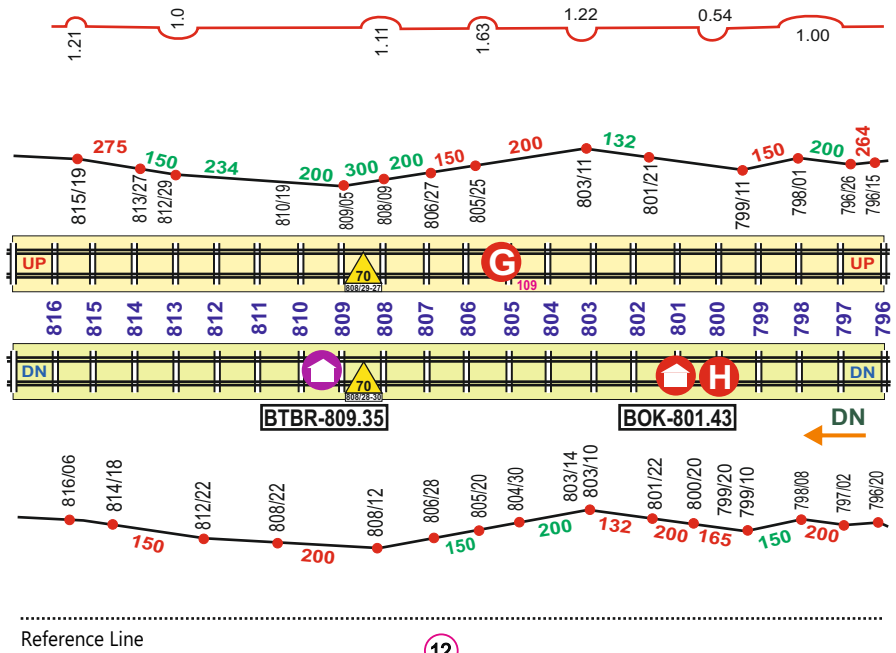 1.21 1.0 1.11 1.63 1.22 0.54 1.00
275 150 234 200 300 200 150 200 132 150 200 264
815/19 813/27 812/29 810/19 809/05 808/09 806/27 805/25 803/11 801/21 799/11 798/01 796/26 796/15
UP 70 G UP
808/29-27 109
816 815 814 813 812 811 810 809 808 807 806 805 804 803 802 801 800 799 798 797 796
DN 70 H DN
808/28-30
BTBR-809.35 BOK-801.43 DN
816/06 814/18 812/22 808/22 808/12 806/28 805/20 804/30 803/14 803/10 801/22 800/20 799/20 799/10 798/08 797/02 796/20
150 200 150 200 132 200 165 150 200
Reference Line
12